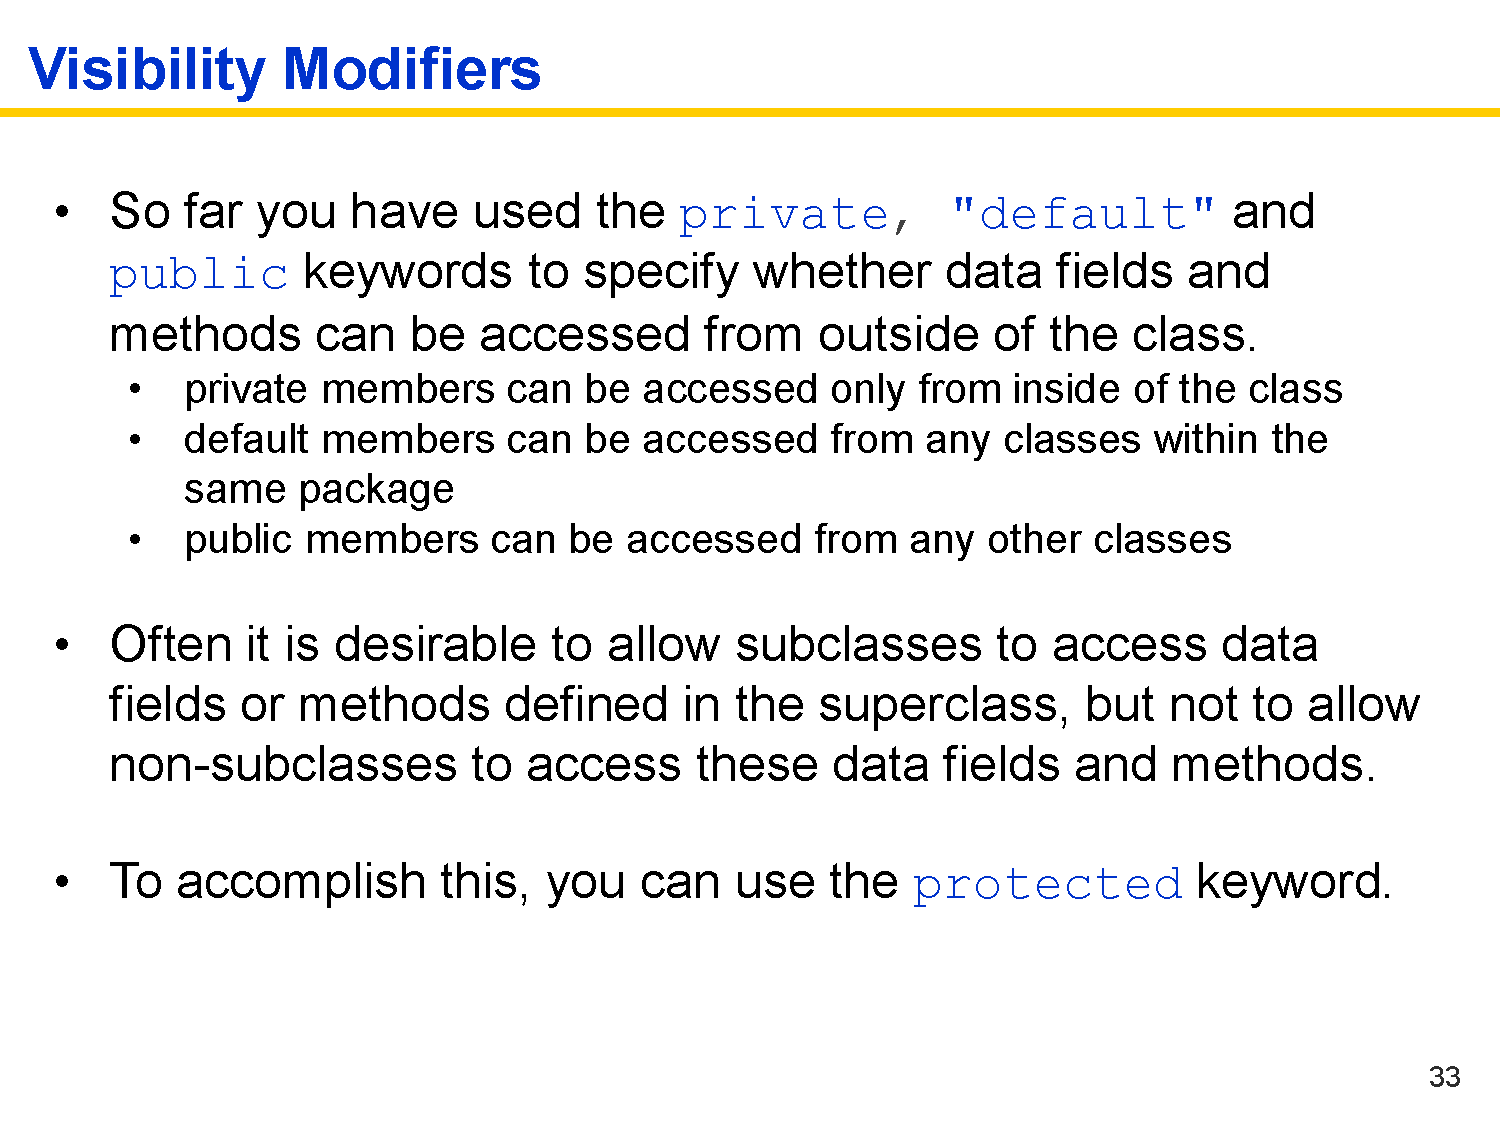 Visibility Modifiers
• So far you have used the private, "default" and
public keywords to specify whether data fields and
methods can be accessed from outside of the class.
• private members can be accessed only from inside of the class
• default members can be accessed from any classes within the
same package
• public members can be accessed from any other classes
• Often it is desirable to allow subclasses to access data
fields or methods defined in the superclass, but not to allow
non-subclasses to access these data fields and methods.
• To accomplish this, you can use the protected keyword.
33